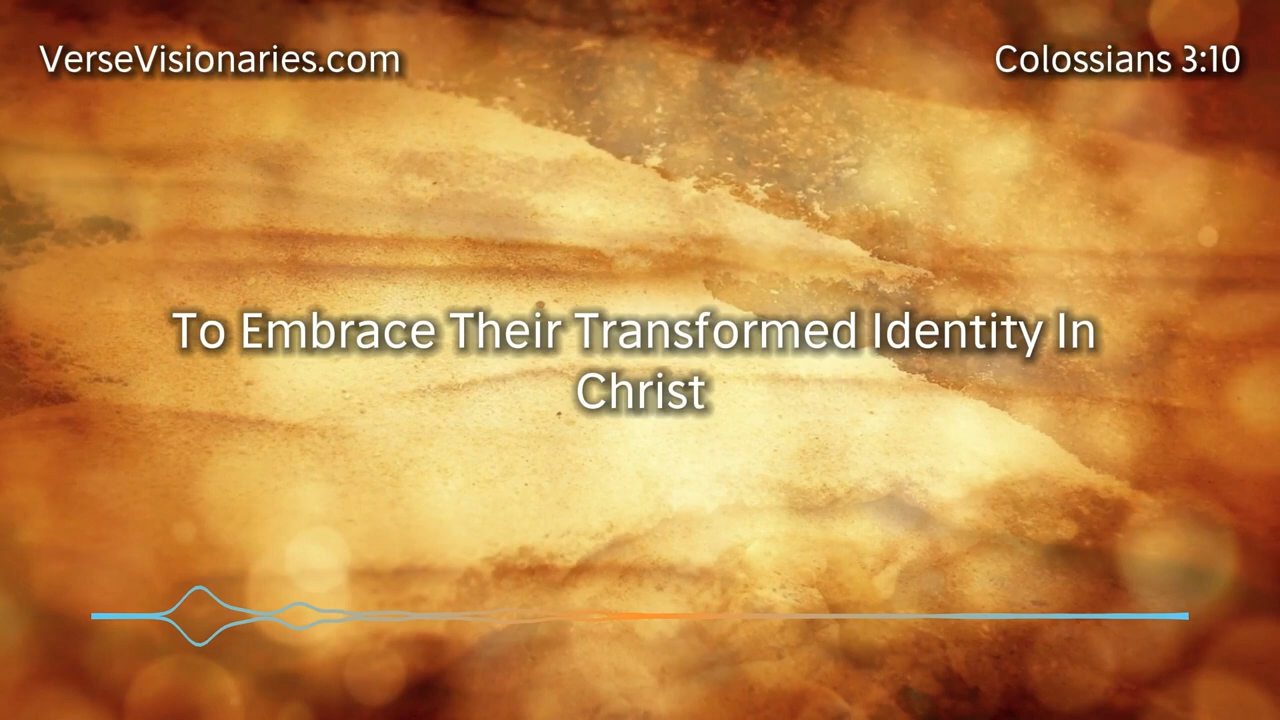 VerseVisionaries.com
Colossians 3:10
To Embrace Their Transformed Identity In
Christ